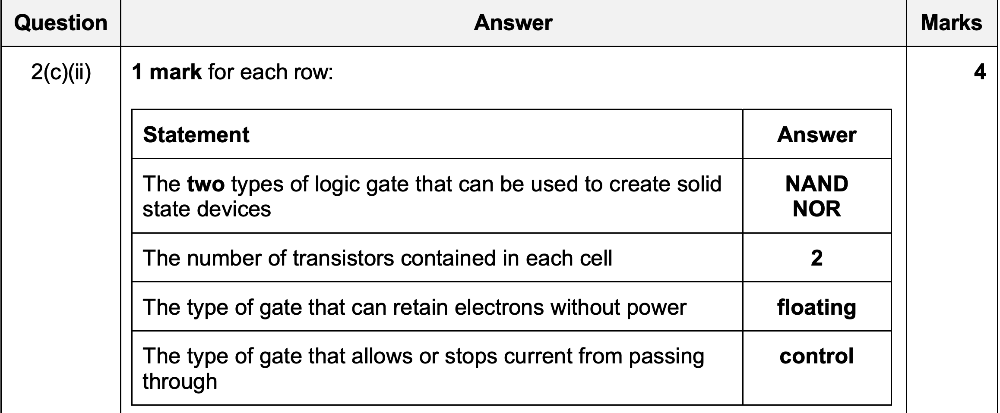 Question Answer Marks
2(c)(ii) 1 mark for each row: 4
Statement Answer
The two types of logic gate that can be used to create solid NAND
state devices NOR
The number of transistors contained in each cell 2
The type of gate that can retain electrons without power floating
The type of gate that allows or stops current from passing control
through